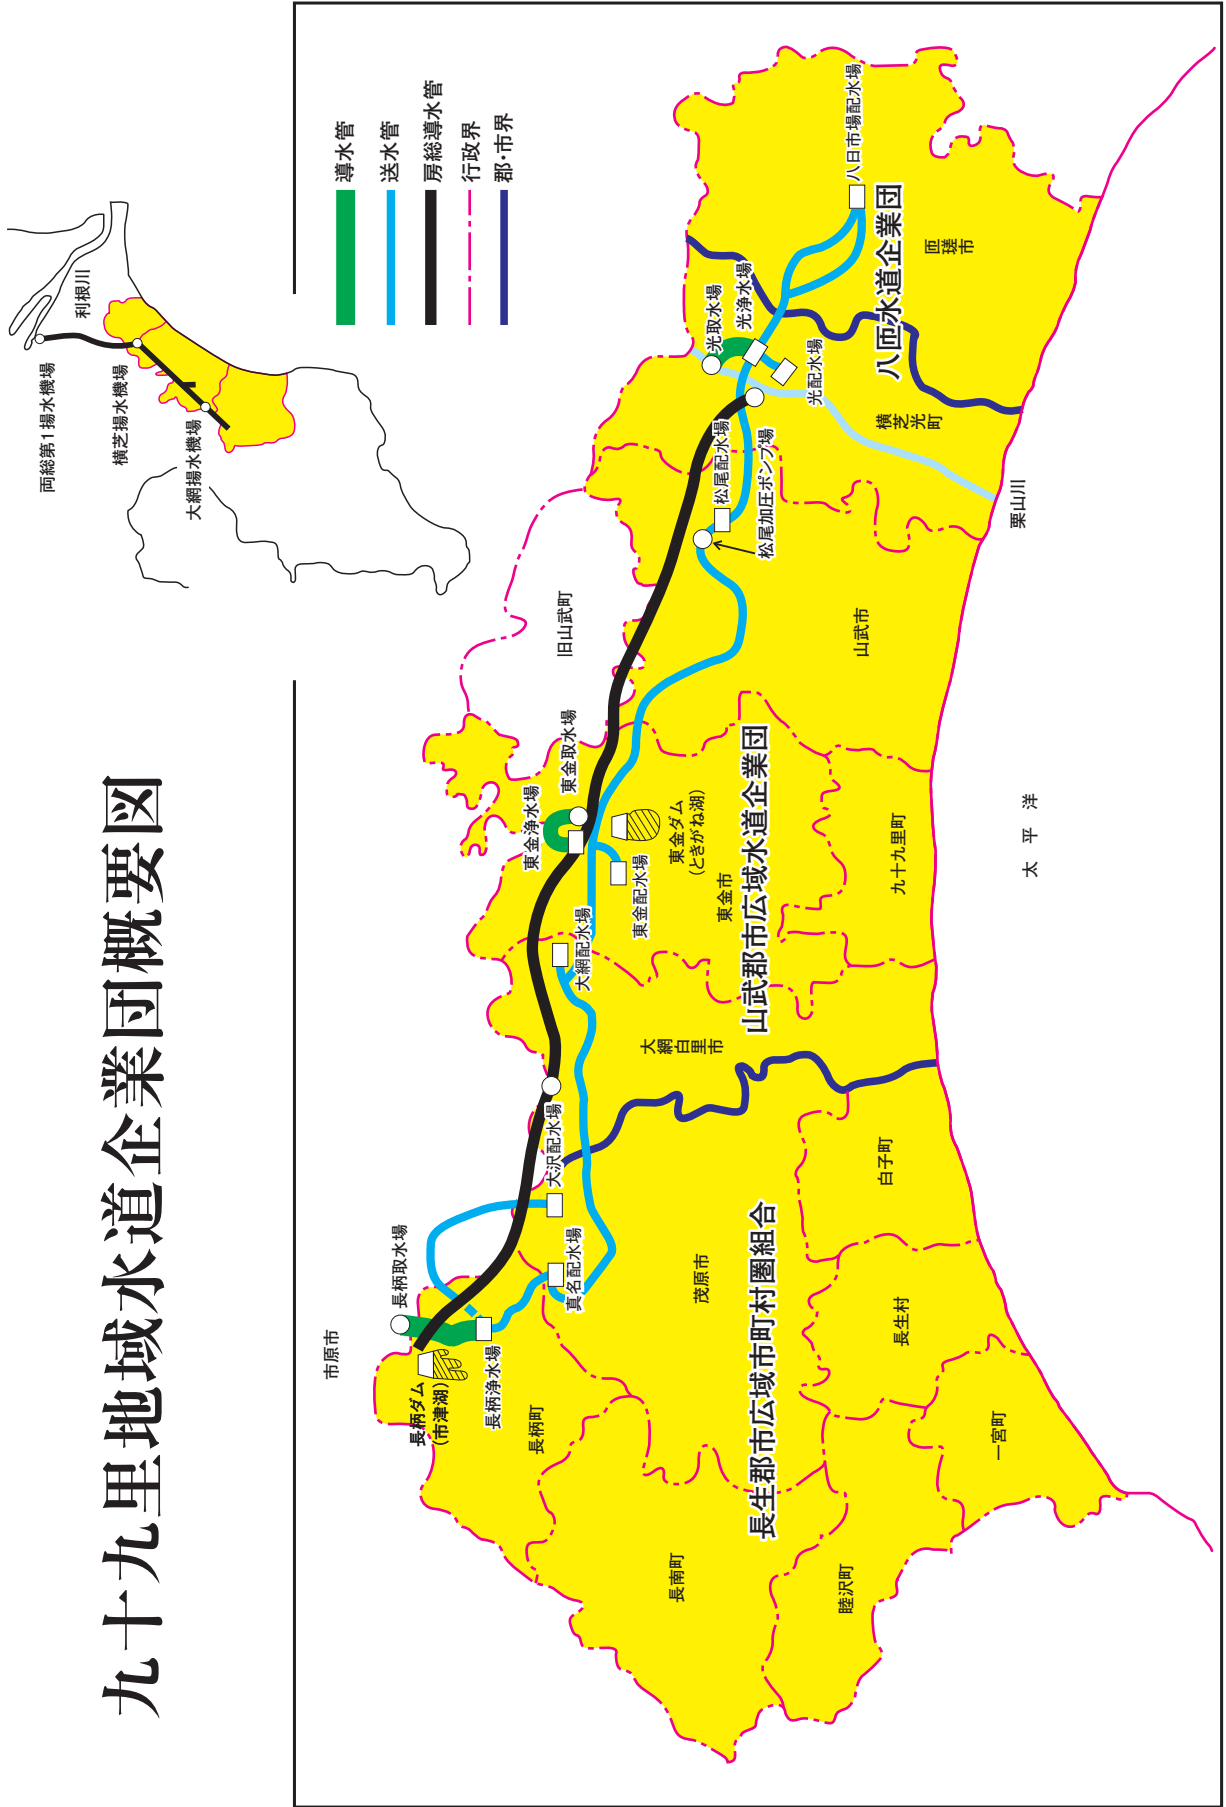 九十九里地域水道企業団概要図
利根川
両総第1揚水機場
横芝揚水機場
大網揚水機場
導水管
送水管
房総導水管
行政界
郡・市界
市原市
長柄取水場
長柄ダム
(市津湖)
長柄浄水場
長柄町
真名配水場
大沢配水場
大網配水場
東金浄水場
東金取水場
東金配水場
東金ダム
(ときがね湖)
旧山武町
松尾配水場
松尾加圧ポンプ場
光取水場
光浄水場
光配水場
八日市場配水場
八匝水道企業団
匝瑳市
横芝光町
栗山川
山武市
東金市
山武郡市広域水道企業団
九十九里町
大網白里市
太平洋
白子町
茂原市
長生郡市広域市町村圏組合
長生村
一宮町
長南町
睦沢町